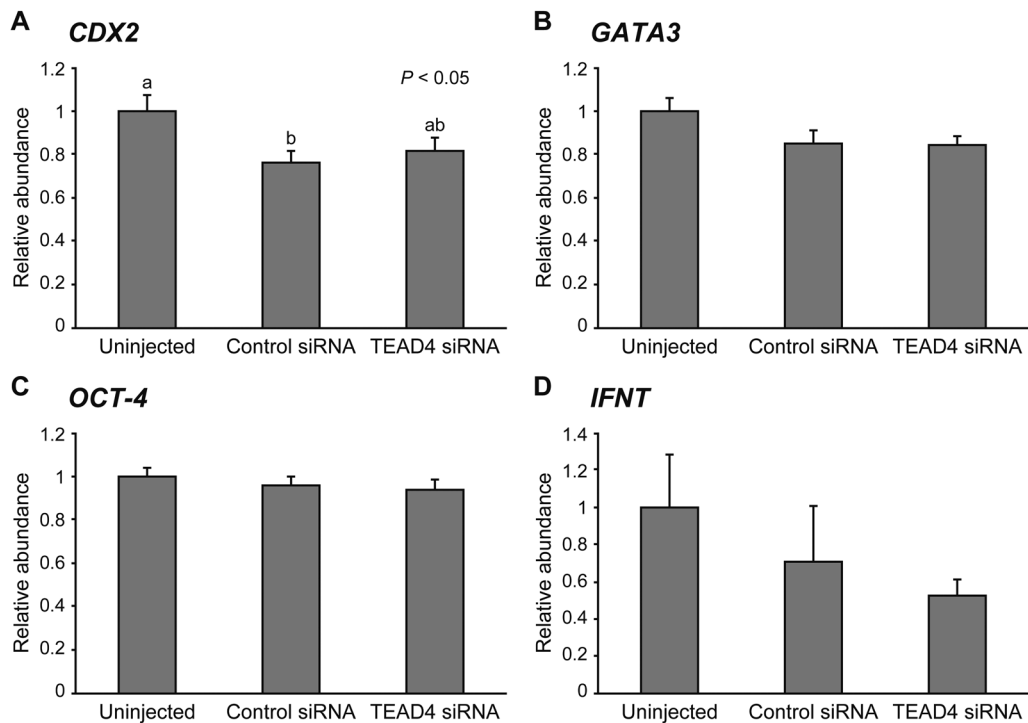 A
CDX2
Relative abundance
1.2
1
0.8
0.6
0.4
0.2
0
a
b
ab
P < 0.05
Uninjected
Control siRNA
TEAD4 siRNA
B
GATA3
Relative abundance
1.2
1
0.8
0.6
0.4
0.2
0
Uninjected
Control siRNA
TEAD4 siRNA
C
OCT-4
Relative abundance
1.2
1
0.8
0.6
0.4
0.2
0
Uninjected
Control siRNA
TEAD4 siRNA
D
IFNT
Relative abundance
1.4
1.2
1
0.8
0.6
0.4
0.2
0
Uninjected
Control siRNA
TEAD4 siRNA